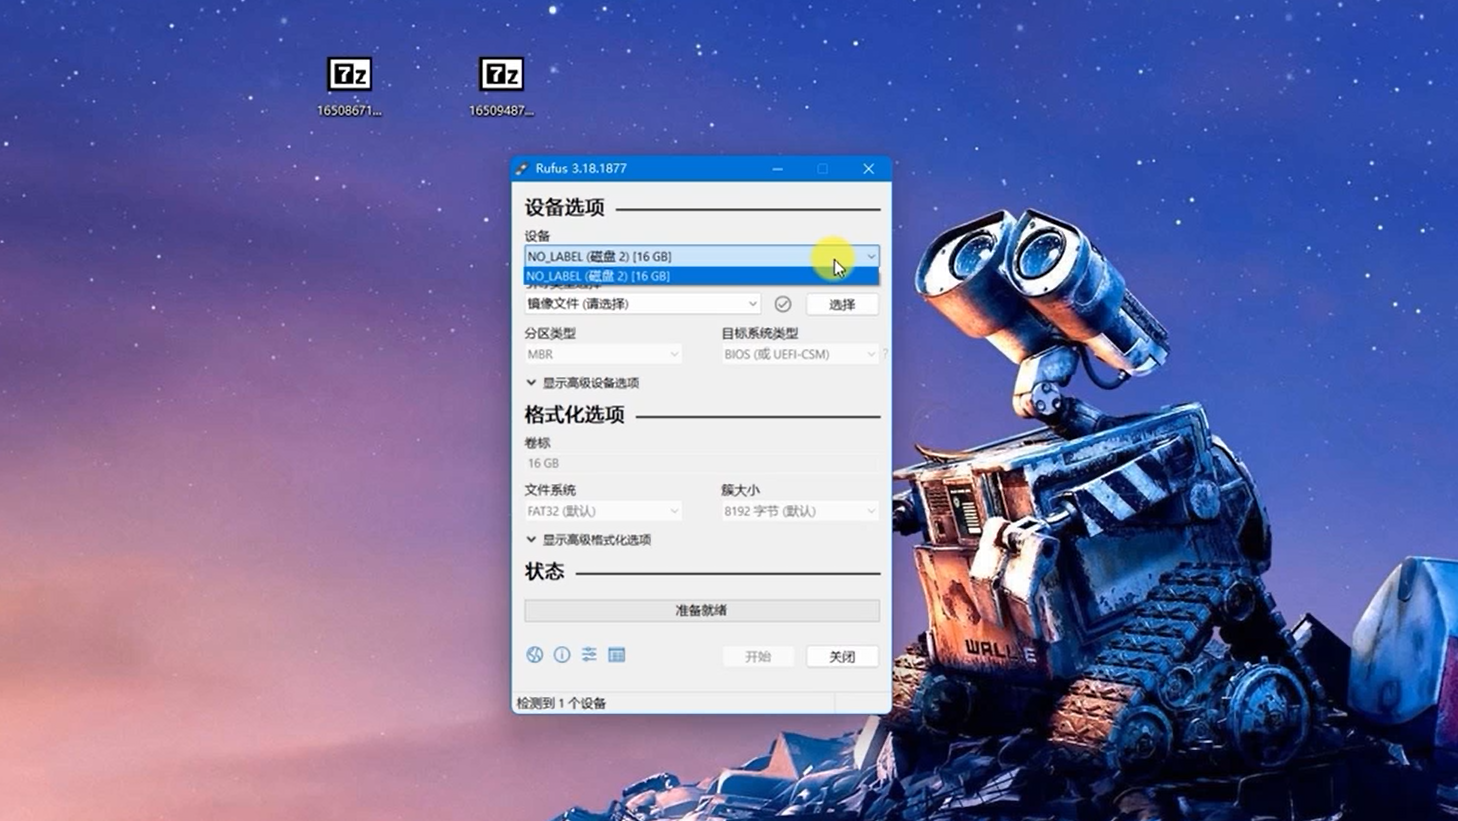 16508671...
16509487...
Rufus 3.18.1877
设备选项
设备
NO_LABEL (磁盘 2) [16 GB]
NO_LABEL (磁盘 2) [16 GB]
镜像文件 (请选择)
选择
分区类型
目标系统类型
MBR
BIOS (或 UEFI-CSM)
?
显示高级设备选项
格式化选项
卷标
16 GB
文件系统
簇大小
FAT32 (默认)
8192 字节 (默认)
显示高级格式化选项
状态
准备就绪
开始
关闭
检测到 1 个设备
WALL E